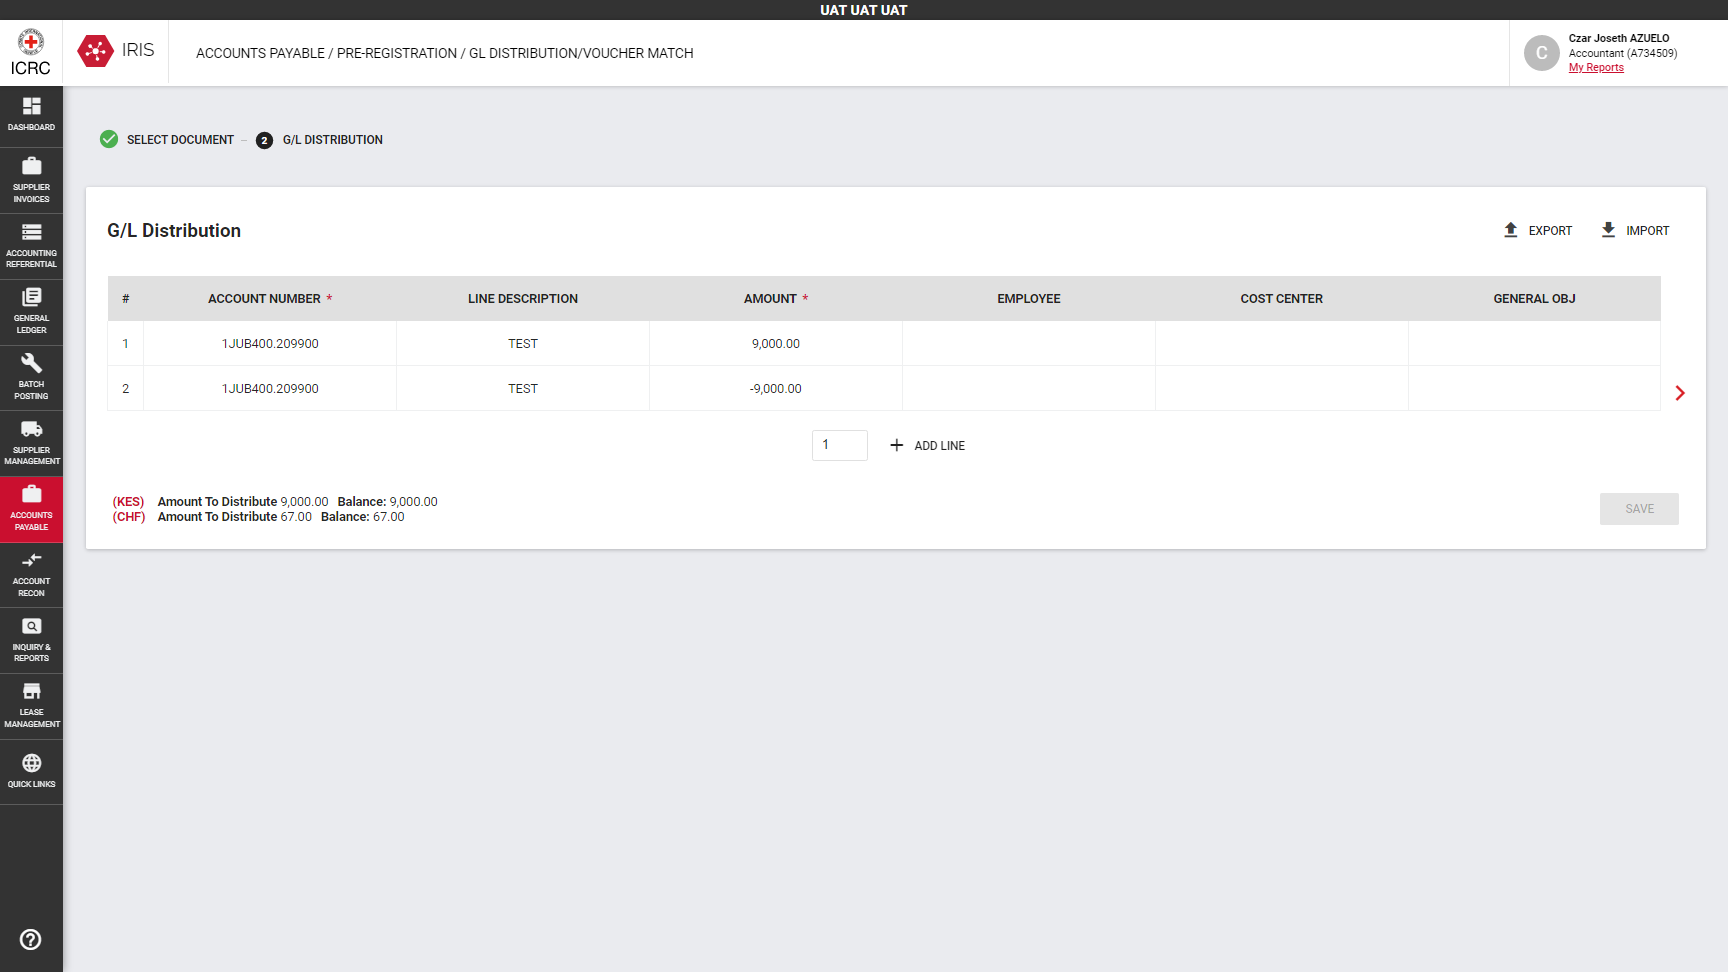 UAT UAT UAT
ICRC
IRIS
ACCOUNTS PAYABLE / PRE-REGISTRATION / GL DISTRIBUTION/VOUCHER MATCH
C
Czar Joseth AZUELO
Accountant (A734509)
My Reports
DASHBOARD
SUPPLIER
INVOICES
ACCOUNTING
REFERENTIAL
GENERAL
LEDGER
BATCH
POSTING
SUPPLIER
MANAGEMENT
ACCOUNTS
PAYABLE
ACCOUNT
RECON
INQUIRY &
REPORTS
LEASE
MANAGEMENT
QUICK LINKS
SELECT DOCUMENT
2 G/L DISTRIBUTION
G/L Distribution
EXPORT IMPORT
# ACCOUNT NUMBER * LINE DESCRIPTION AMOUNT * EMPLOYEE COST CENTER GENERAL OBJ
1 1JUB400.209900 TEST 9,000.00
2 1JUB400.209900 TEST -9,000.00
1 ADD LINE
(KES) Amount To Distribute 9,000.00 Balance: 9,000.00
(CHF) Amount To Distribute 67.00 Balance: 67.00
SAVE